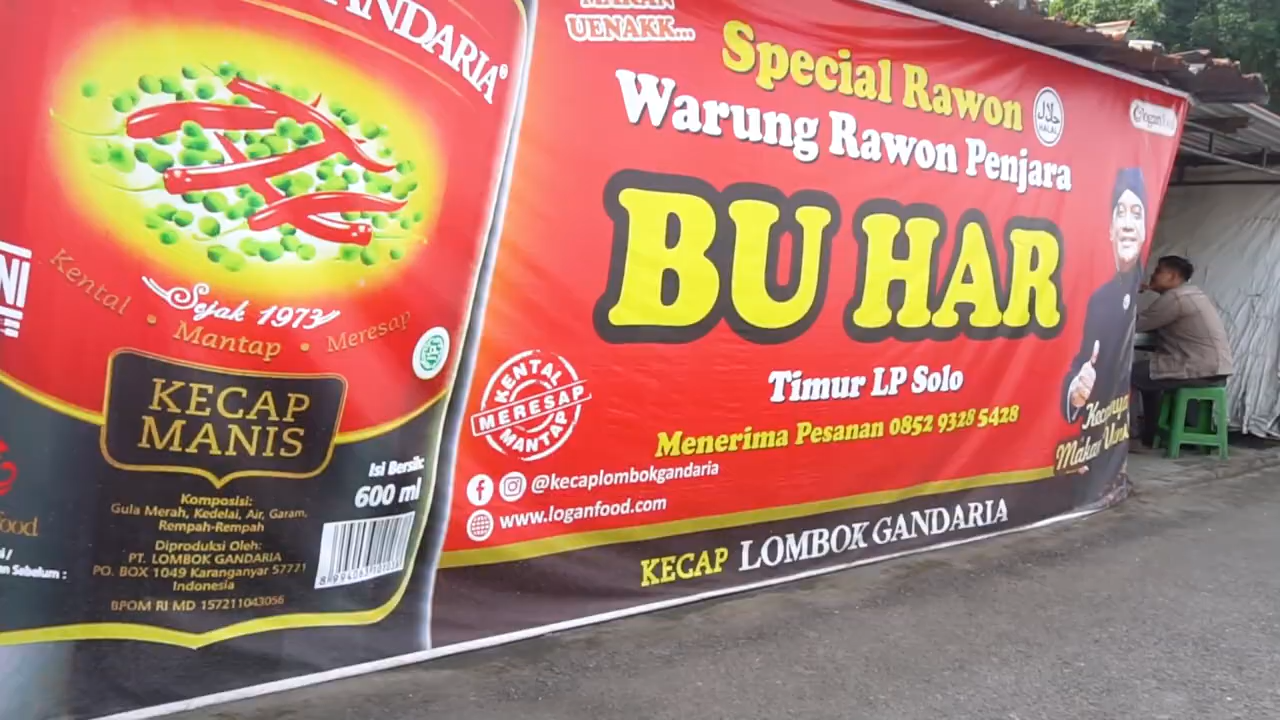 GANDARIA®
Kental • Mantap • Meresap
Sejak 1973
KECAP
MANIS
Isi Bersih:
600 ml
Komposisi:
Gula Merah, Kedelai, Air, Garam,
Rempah-Rempah
Diproduksi Oleh:
PT. LOMBOK GANDARIA
PO. BOX 1049 Karanganyar 57771
Indonesia
BPOM RI MD 157211043056
UENAKK...
Special Rawon
HALAL
Warung Rawon Penjara
BU HAR
Timur LP Solo
Menerima Pesanan 0852 9328 5428
KENTAL
MERESAP
MANTAP
@kecaplombokgandaria
www.loganfood.com
KECAP LOMBOK GANDARIA